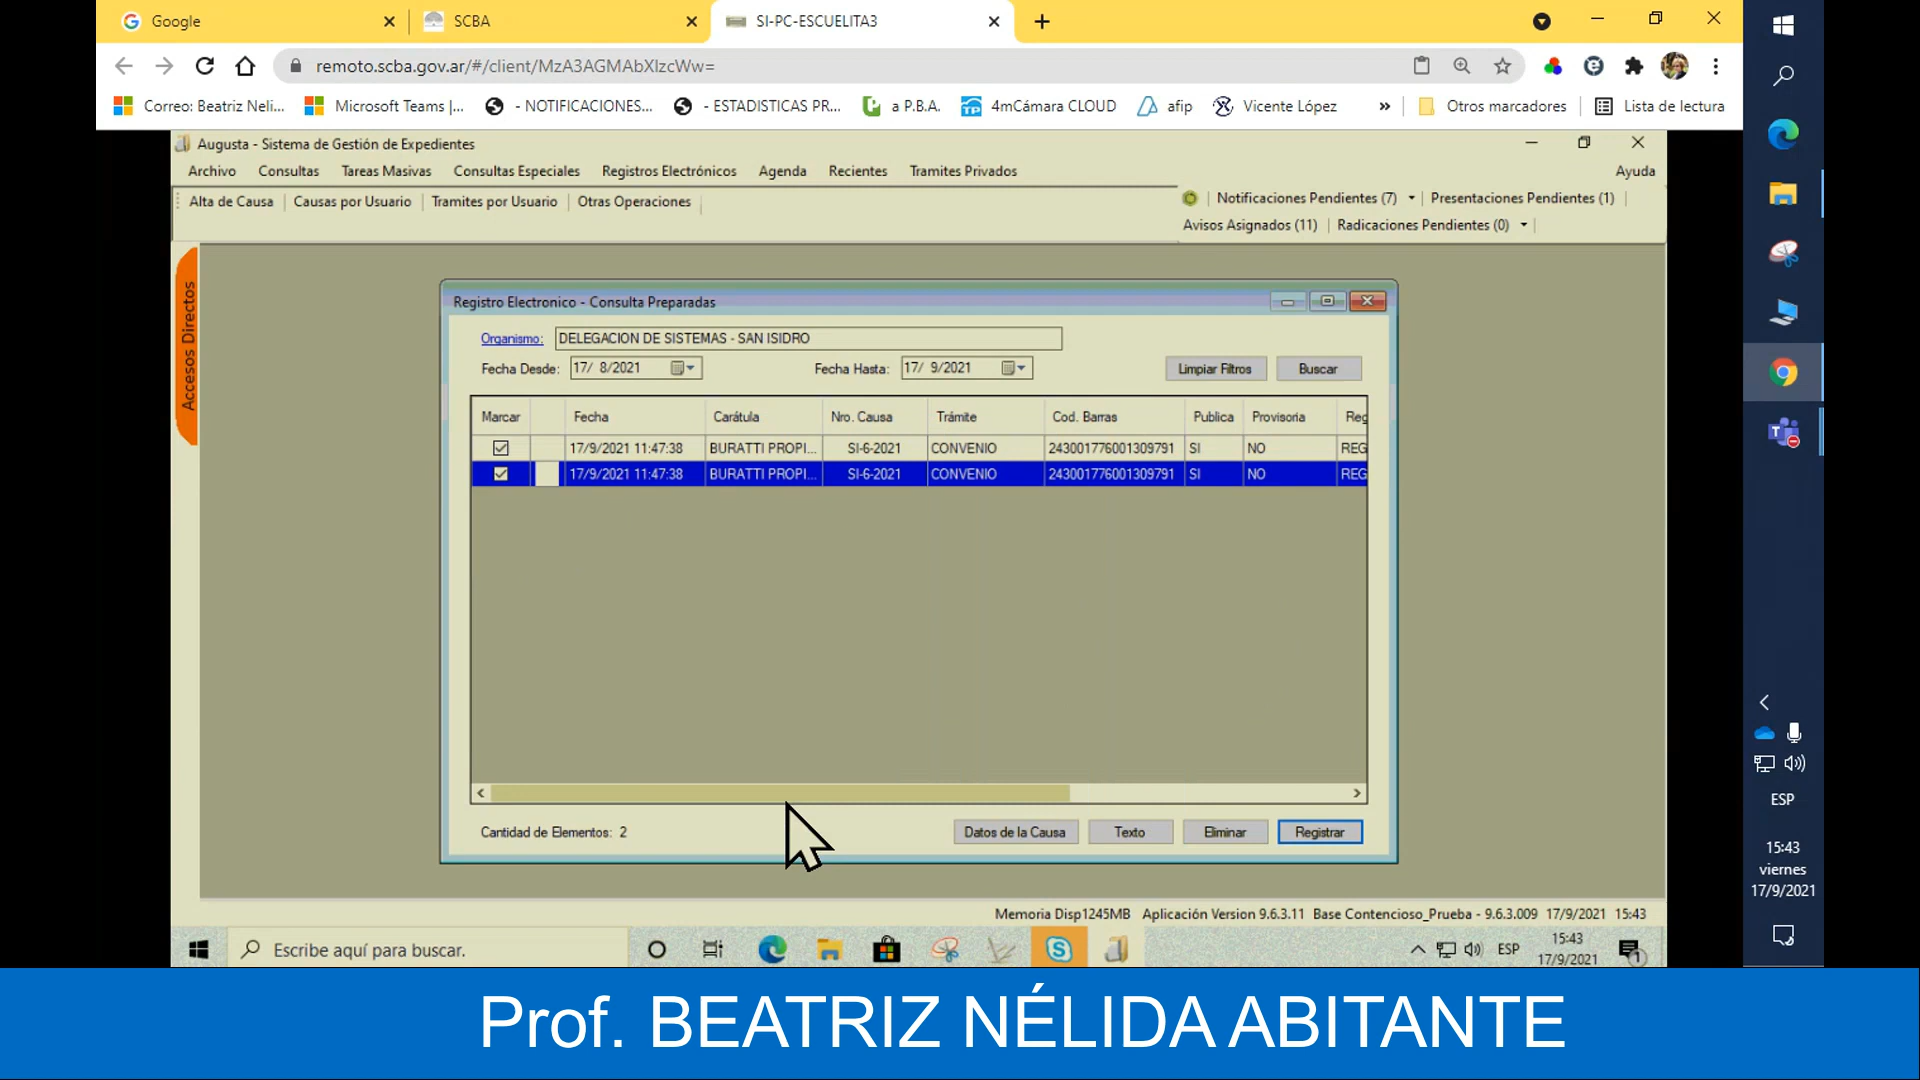 Google
SCBA
SI-PC-ESCUELITA3
remoto.scba.gov.ar/#/client/MzA3AGMAbXlzcWw=
Correo: Beatriz Neli...
Microsoft Teams |...
- NOTIFICACIONES...
- ESTADISTICAS PR...
a P.B.A.
4mCámara CLOUD
afip
Vicente López
»
Otros marcadores
Lista de lectura
Augusta - Sistema de Gestión de Expedientes
Archivo Consultas Tareas Masivas Consultas Especiales Registros Electrónicos Agenda Recientes Tramites Privados Ayuda
Alta de Causa Causas por Usuario Tramites por Usuario Otras Operaciones
Notificaciones Pendientes (7) Presentaciones Pendientes (1)
Avisos Asignados (11) Radicaciones Pendientes (0)
Accesos Directos
Registro Electronico - Consulta Preparadas
Organismo: DELEGACION DE SISTEMAS - SAN ISIDRO
Fecha Desde: 17/ 8/2021 Fecha Hasta: 17/ 9/2021 Limpiar Filtros Buscar
Marcar Fecha Carátula Nro. Causa Trámite Cod. Barras Publica Provisoria Reg
17/9/2021 11:47:38 BURATTI PROPI... SI-6-2021 CONVENIO 243001776001309791 SI NO REG
17/9/2021 11:47:38 BURATTI PROPI... SI-6-2021 CONVENIO 243001776001309791 SI NO REG
Cantidad de Elementos: 2 Datos de la Causa Texto Eliminar Registrar
Memoria Disp1245MB Aplicación Version 9.6.3.11 Base Contencioso_Prueba - 9.6.3.009 17/9/2021 15:43
Escribe aquí para buscar.
ESP
15:43
17/9/2021
1
ESP
15:43
viernes
17/9/2021
Prof. BEATRIZ NÉLIDA ABITANTE